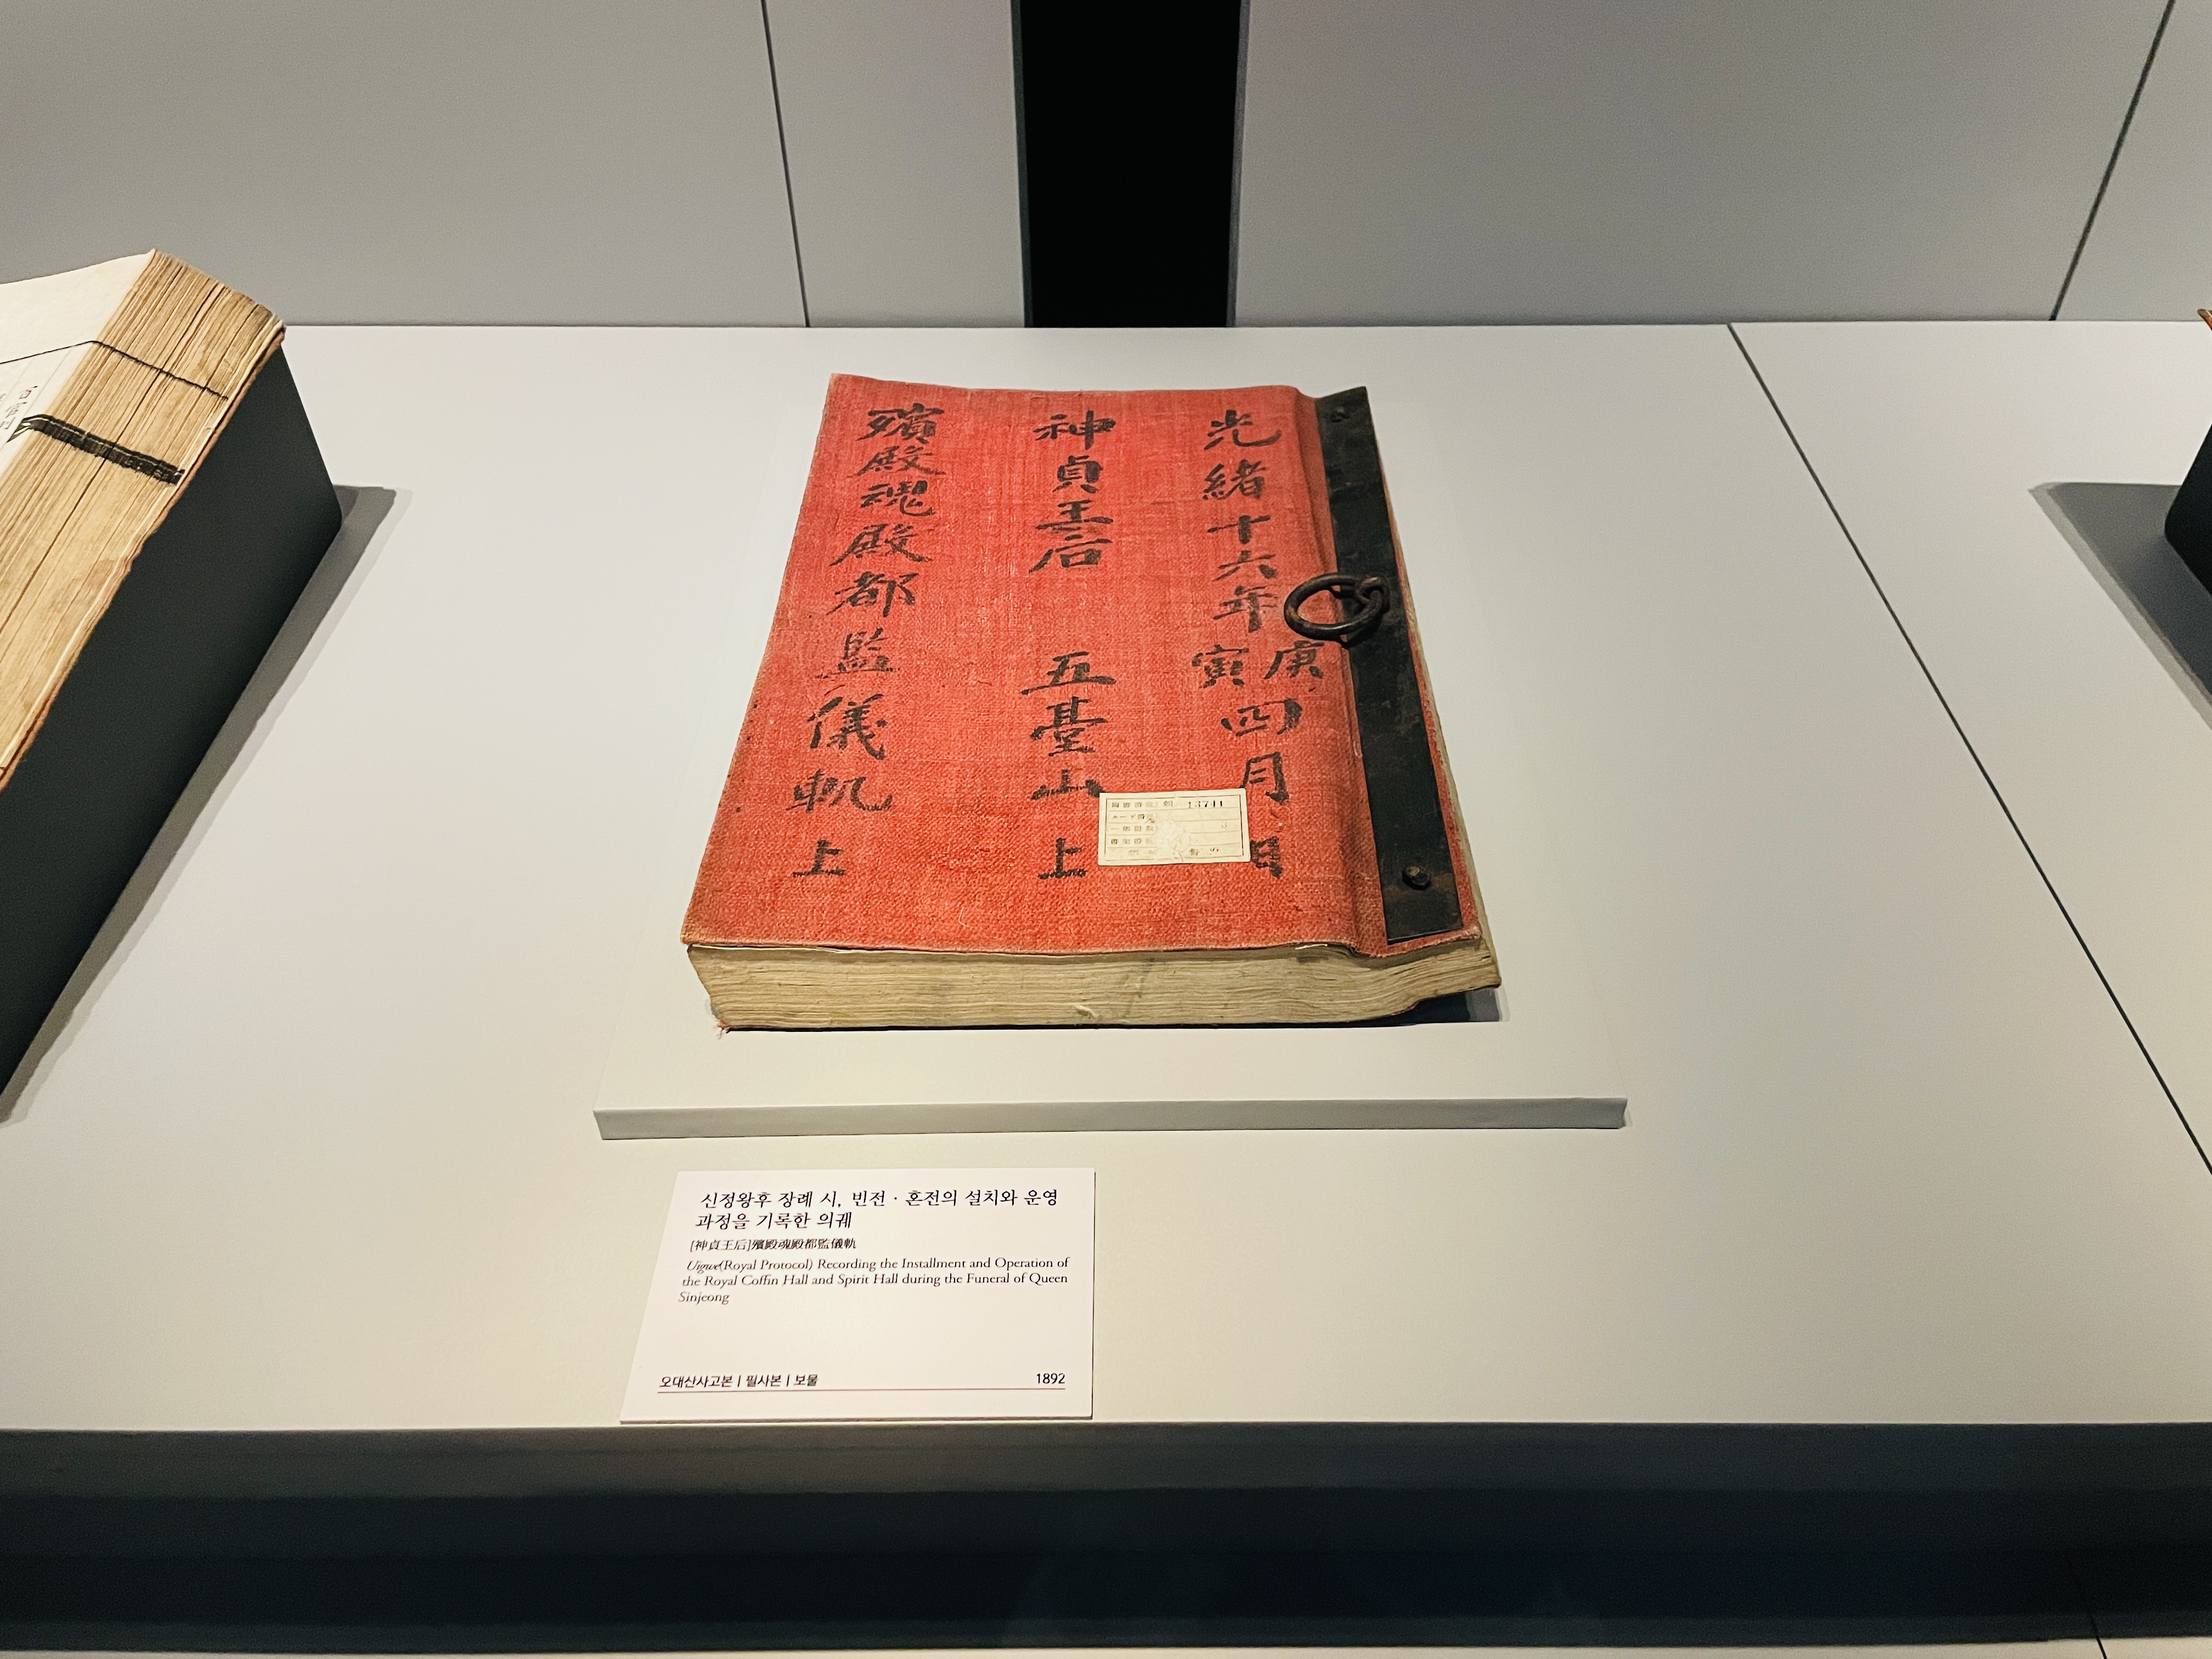 光緖十六年庚寅四月 日
神貞王后 五臺山 上
殯殿魂殿都監儀軌 上
13741
신정왕후 장례 시, 빈전 · 혼전의 설치와 운영
과정을 기록한 의궤
[神貞王后]殯殿魂殿都監儀軌
Uigwe(Royal Protocol) Recording the Installment and Operation of
the Royal Coffin Hall and Spirit Hall during the Funeral of Queen
Sinjeong
오대산사고본 | 필사본 | 보물 1892